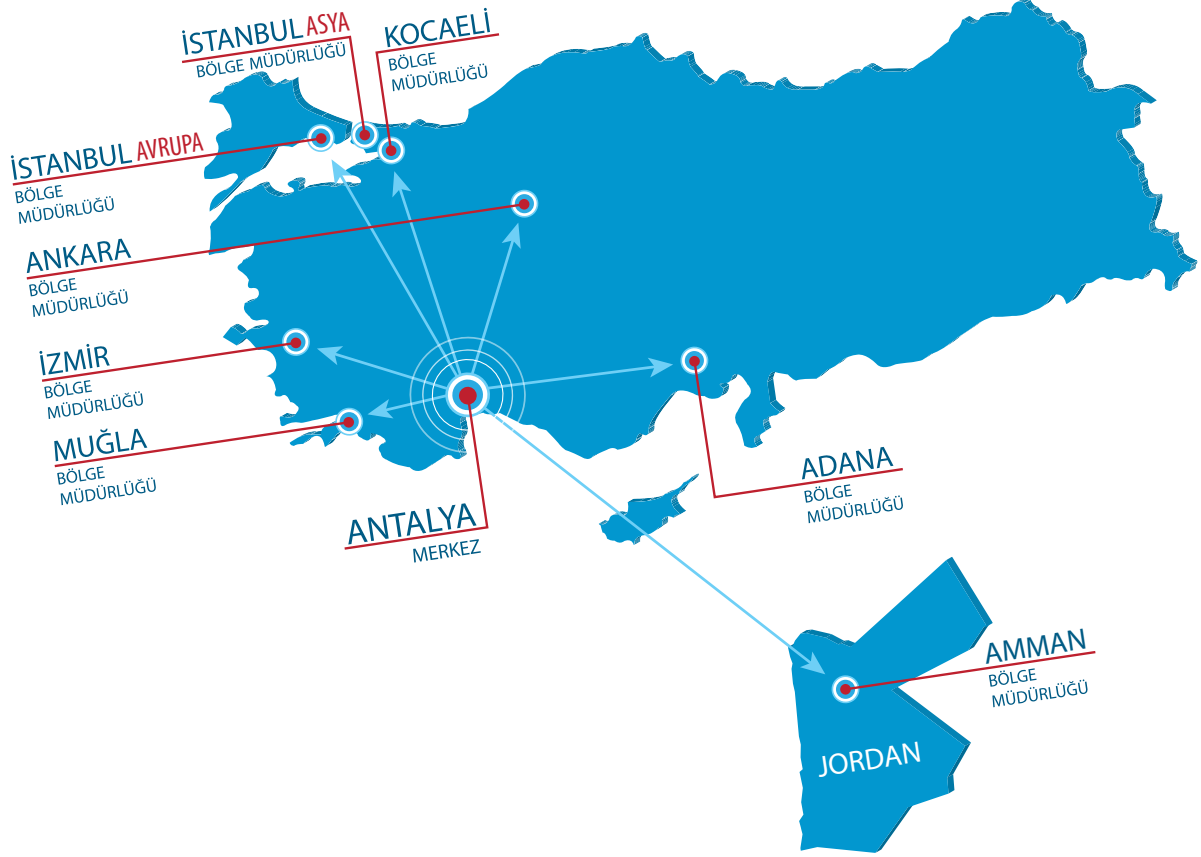 İSTANBUL ASYA
BÖLGE MÜDÜRLÜĞÜ
KOCAELİ
BÖLGE
MÜDÜRLÜĞÜ
İSTANBUL AVRUPA
BÖLGE
MÜDÜRLÜĞÜ
ANKARA
BÖLGE
MÜDÜRLÜĞÜ
İZMİR
BÖLGE
MÜDÜRLÜĞÜ
MUĞLA
BÖLGE
MÜDÜRLÜĞÜ
ANTALYA
MERKEZ
ADANA
BÖLGE
MÜDÜRLÜĞÜ
AMMAN
BÖLGE
MÜDÜRLÜĞÜ
JORDAN